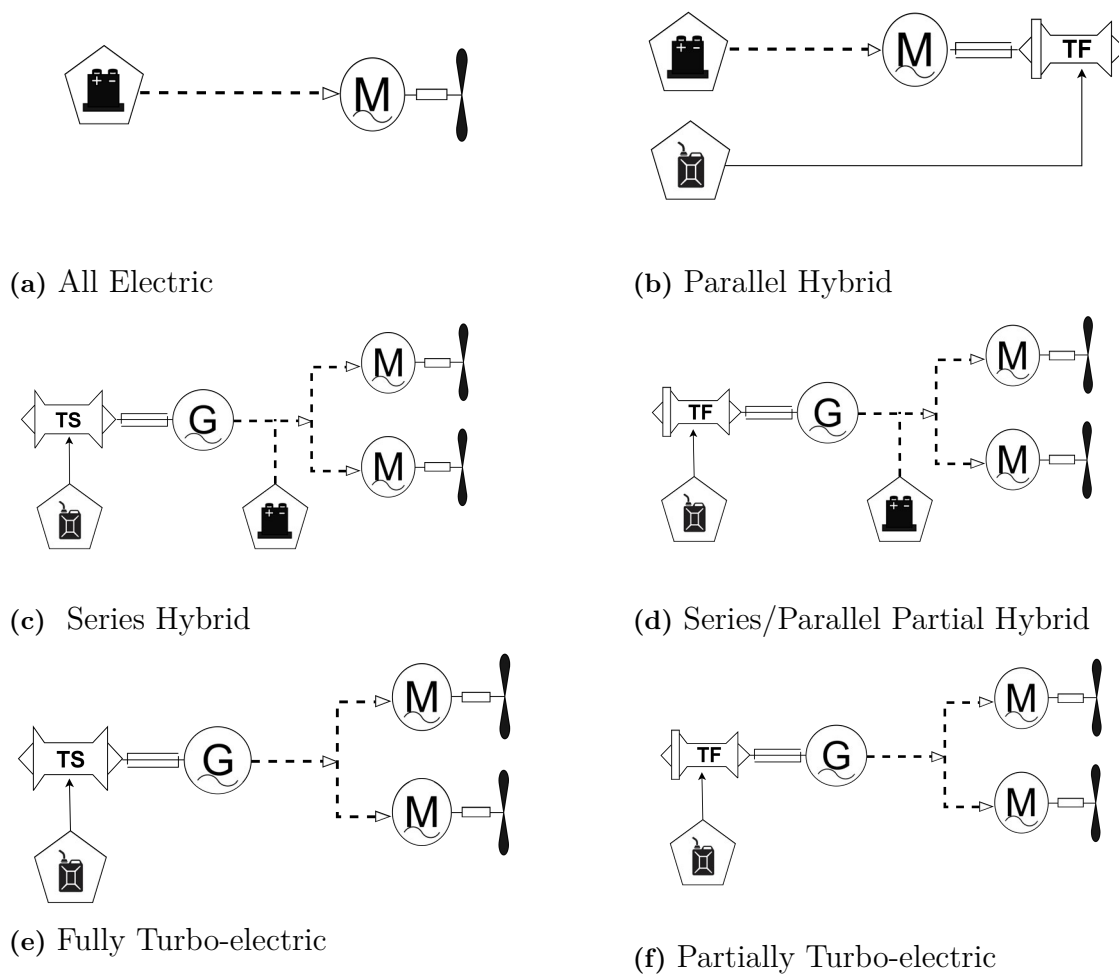 M
M
TF
(a) All Electric
(b) Parallel Hybrid
TS
G
M
M
TF
G
M
M
(c) Series Hybrid
(d) Series/Parallel Partial Hybrid
TS
G
M
M
TF
G
M
M
(e) Fully Turbo-electric
(f) Partially Turbo-electric